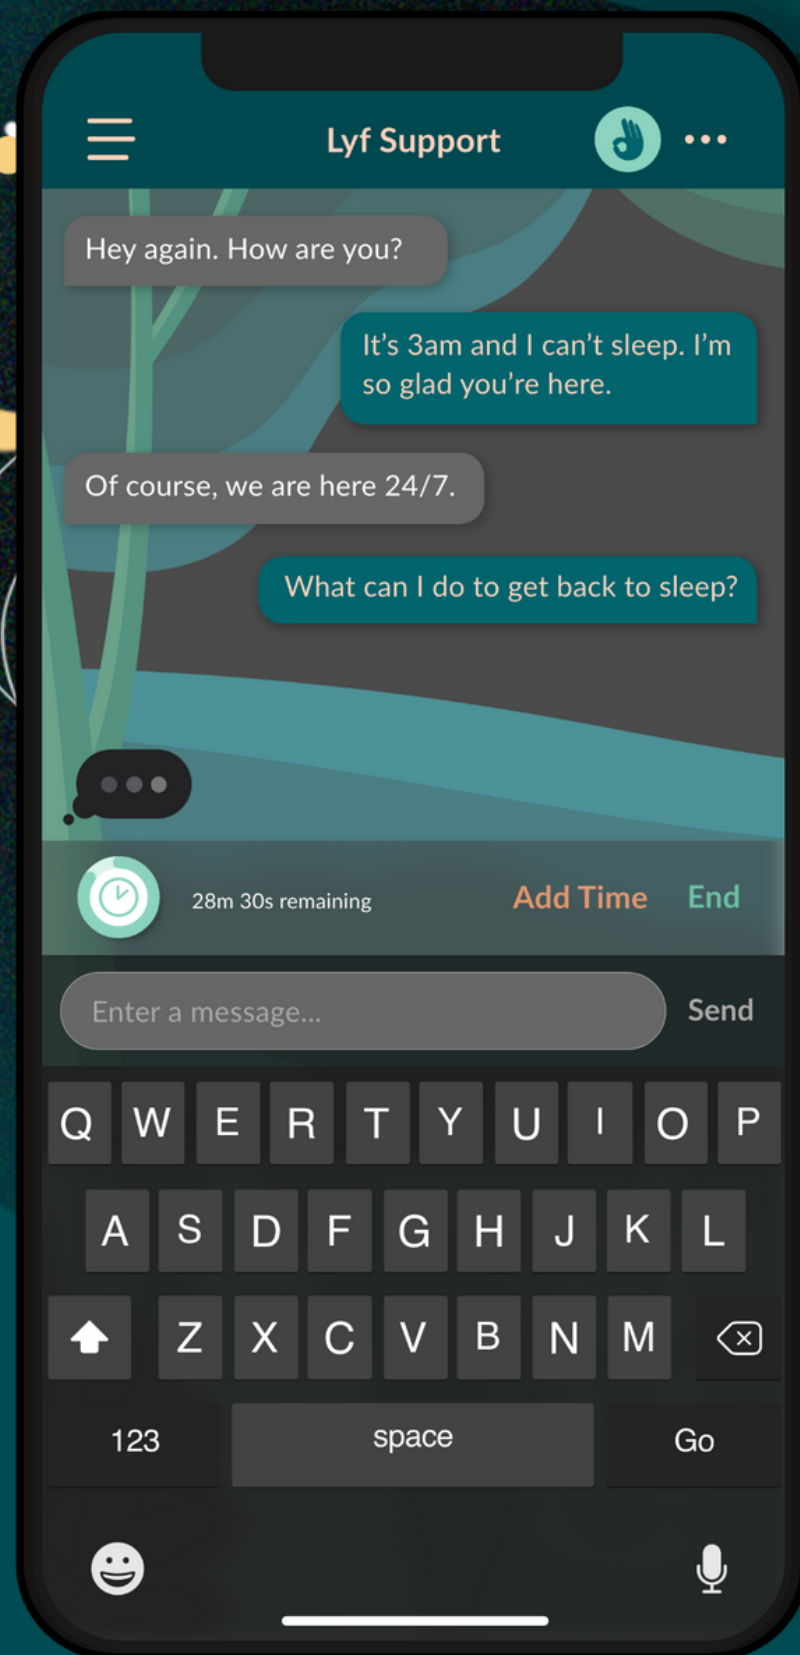 Lyf Support
Hey again. How are you?
It's 3am and I can't sleep. I'm
so glad you're here.
Of course, we are here 24/7.
What can I do to get back to sleep?
28m 30s remaining Add Time End
Enter a message... Send
Q W E R T Y U I O P
A S D F G H J K L
Z X C V B N M
123 space Go